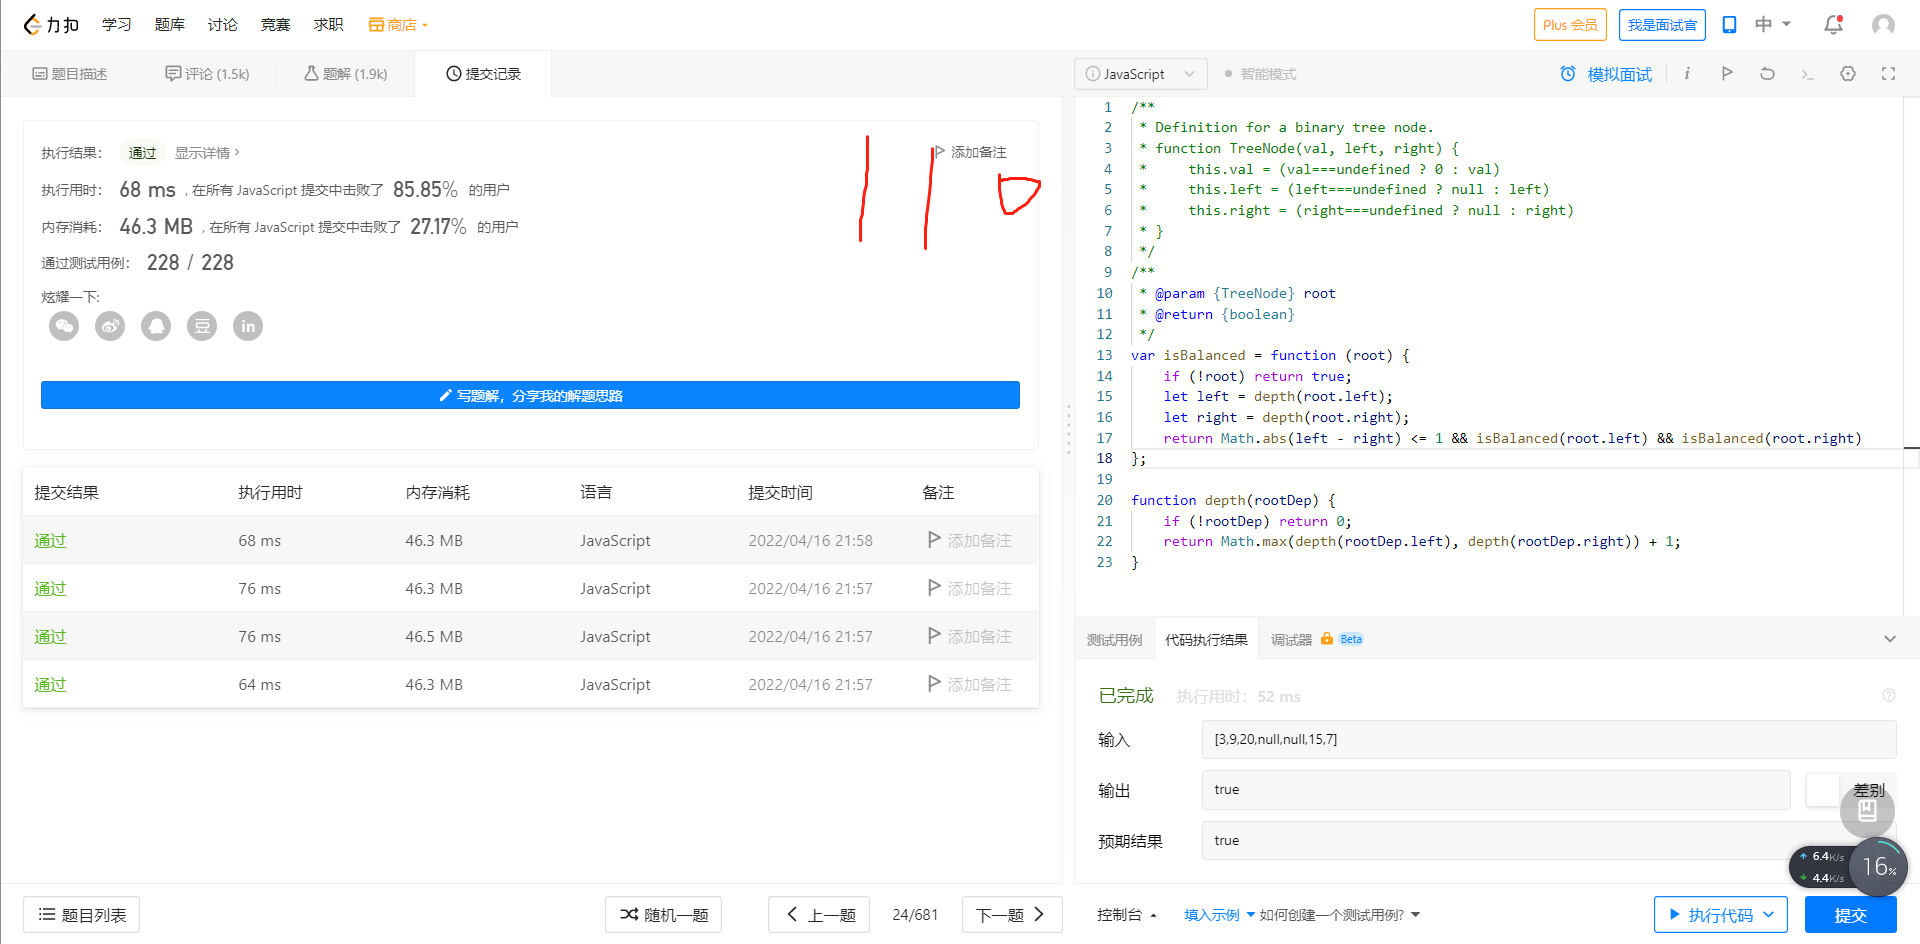 力扣 学习 题库 讨论 竞赛 求职 商店 Plus 会员 我是面试官 中
题目描述 评论 (1.5k) 题解 (1.9k) 提交记录
执行结果： 通过 显示详情 > 添加备注
执行用时： 68 ms , 在所有 JavaScript 提交中击败了 85.85% 的用户
内存消耗： 46.3 MB , 在所有 JavaScript 提交中击败了 27.17% 的用户
通过测试用例： 228 / 228
炫耀一下:
豆 in
110
写题解，分享我的解题思路
提交结果 执行用时 内存消耗 语言 提交时间 备注
通过 68 ms 46.3 MB JavaScript 2022/04/16 21:58 添加备注
通过 76 ms 46.3 MB JavaScript 2022/04/16 21:57 添加备注
通过 76 ms 46.5 MB JavaScript 2022/04/16 21:57 添加备注
通过 64 ms 46.3 MB JavaScript 2022/04/16 21:57 添加备注
题目列表 随机一题 上一题 24/681 下一题
JavaScript 智能模式 模拟面试
1 /**
2 * Definition for a binary tree node.
3 * function TreeNode(val, left, right) {
4 *     this.val = (val===undefined ? 0 : val)
5 *     this.left = (left===undefined ? null : left)
6 *     this.right = (right===undefined ? null : right)
7 * }
8 */
9 /**
10 * @param {TreeNode} root
11 * @return {boolean}
12 */
13 var isBalanced = function (root) {
14     if (!root) return true;
15     let left = depth(root.left);
16     let right = depth(root.right);
17     return Math.abs(left - right) <= 1 && isBalanced(root.left) && isBalanced(root.right)
18 };
19
20 function depth(rootDep) {
21     if (!rootDep) return 0;
22     return Math.max(depth(rootDep.left), depth(rootDep.right)) + 1;
23 }
测试用例 代码执行结果 调试器 Beta
已完成 执行用时：52 ms
输入 [3,9,20,null,null,15,7]
输出 true 差别
预期结果 true
6.4K/s
4.4K/s
16%
控制台 填入示例 如何创建一个测试用例? 执行代码 提交